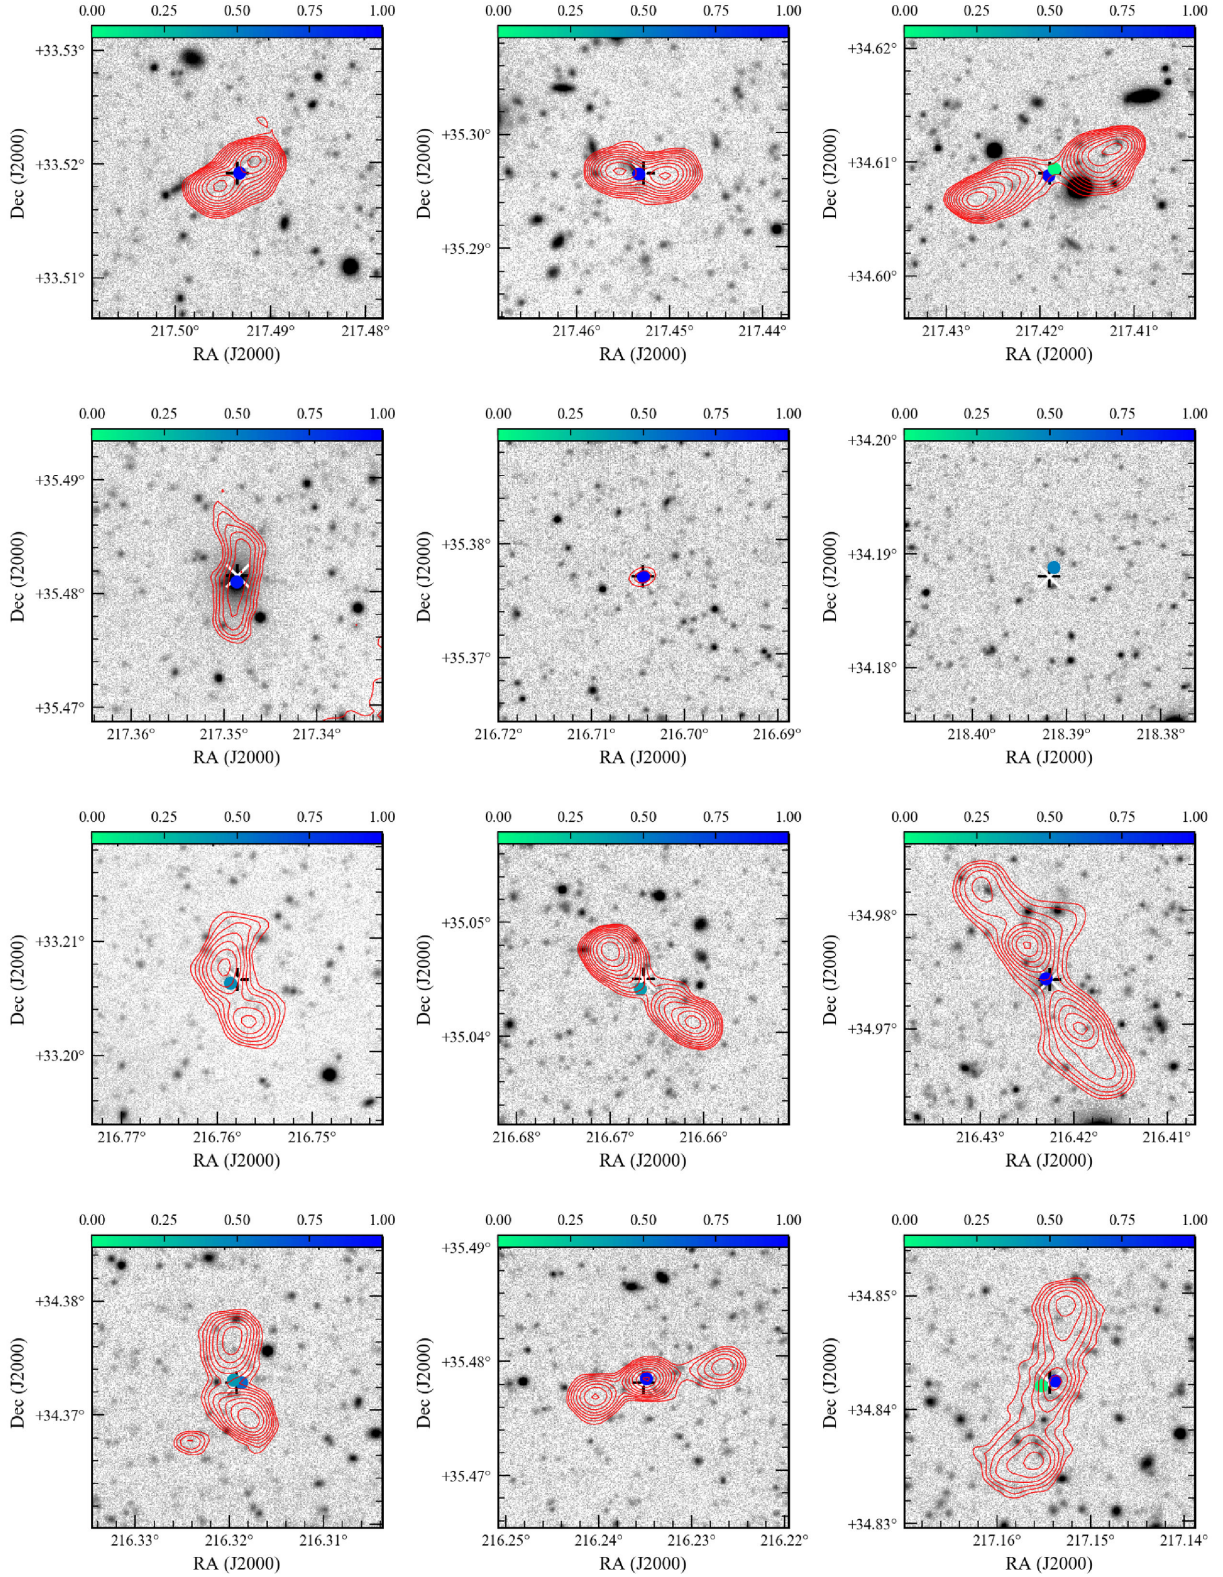 0.00 0.25 0.50 0.75 1.00 0.00 0.25 0.50 0.75 1.00 0.00 0.25 0.50 0.75 1.00
+33.53°
+33.52°
+33.51°
Dec (J2000)
217.50° 217.49° 217.48°
RA (J2000)
+35.30°
+35.29°
Dec (J2000)
217.46° 217.45° 217.44°
RA (J2000)
+34.62°
+34.61°
+34.60°
Dec (J2000)
217.43° 217.42° 217.41°
RA (J2000)
0.00 0.25 0.50 0.75 1.00 0.00 0.25 0.50 0.75 1.00 0.00 0.25 0.50 0.75 1.00
+35.49°
+35.48°
+35.47°
Dec (J2000)
217.36° 217.35° 217.34°
RA (J2000)
+35.38°
+35.37°
Dec (J2000)
216.72° 216.71° 216.70° 216.69°
RA (J2000)
+34.20°
+34.19°
+34.18°
Dec (J2000)
218.40° 218.39° 218.38°
RA (J2000)
0.00 0.25 0.50 0.75 1.00 0.00 0.25 0.50 0.75 1.00 0.00 0.25 0.50 0.75 1.00
+33.21°
+33.20°
Dec (J2000)
216.77° 216.76° 216.75°
RA (J2000)
+35.05°
+35.04°
Dec (J2000)
216.68° 216.67° 216.66°
RA (J2000)
+34.98°
+34.97°
Dec (J2000)
216.43° 216.42° 216.41°
RA (J2000)
0.00 0.25 0.50 0.75 1.00 0.00 0.25 0.50 0.75 1.00 0.00 0.25 0.50 0.75 1.00
+34.38°
+34.37°
Dec (J2000)
216.33° 216.32° 216.31°
RA (J2000)
+35.49°
+35.48°
+35.47°
Dec (J2000)
216.25° 216.24° 216.23° 216.22°
RA (J2000)
+34.85°
+34.84°
+34.83°
Dec (J2000)
217.16° 217.15° 217.14°
RA (J2000)